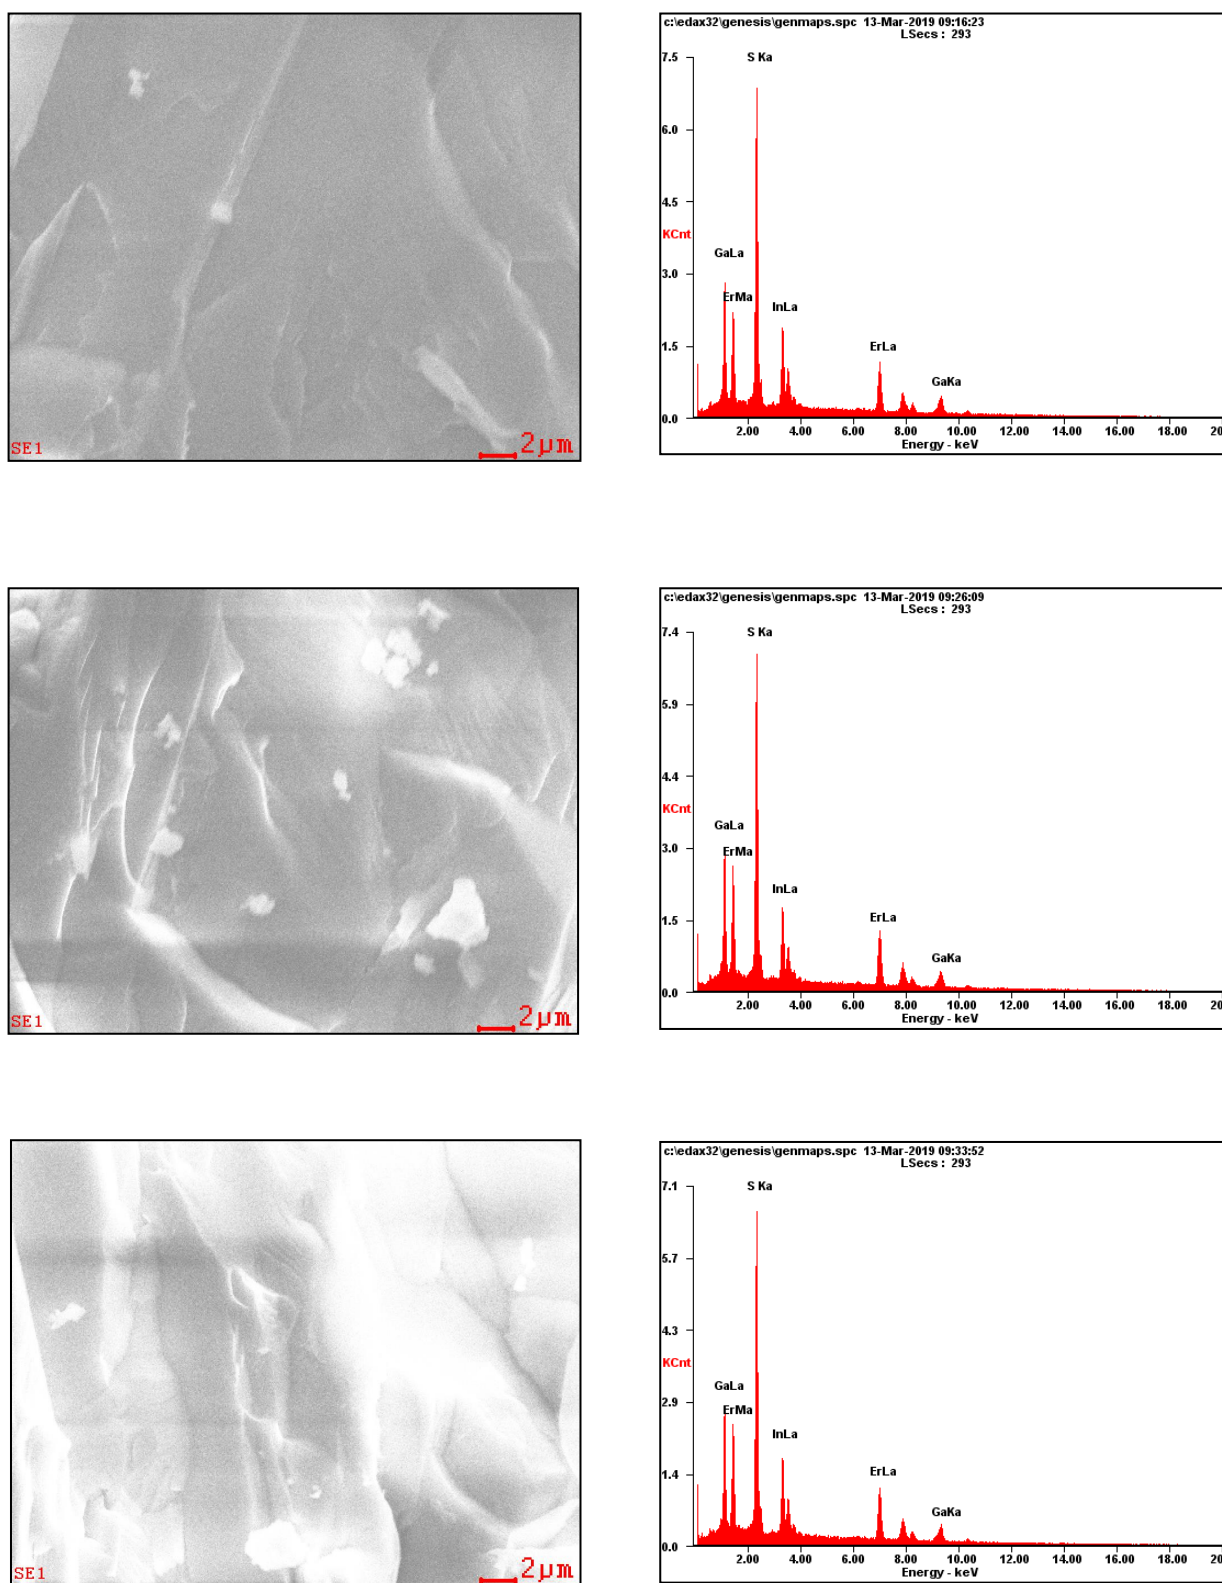 SE1
2µm
c:\edax32\genesis\genmaps.spc 13-Mar-2019 09:16:23
LSecs : 293
7.5
S Ka
6.0
4.5
KCnt
GaLa
3.0
ErMa
InLa
1.5
ErLa
GaKa
0.0
2.00 4.00 6.00 8.00 10.00 12.00 14.00 16.00 18.00 20
Energy - keV
SE1
2µm
c:\edax32\genesis\genmaps.spc 13-Mar-2019 09:26:09
LSecs : 293
7.4
S Ka
5.9
4.4
KCnt
GaLa
3.0
ErMa
InLa
1.5
ErLa
GaKa
0.0
2.00 4.00 6.00 8.00 10.00 12.00 14.00 16.00 18.00 20
Energy - keV
SE1
2µm
c:\edax32\genesis\genmaps.spc 13-Mar-2019 09:33:52
LSecs : 293
7.1
S Ka
5.7
4.3
KCnt
GaLa
2.9
ErMa
InLa
1.4
ErLa
GaKa
0.0
2.00 4.00 6.00 8.00 10.00 12.00 14.00 16.00 18.00 20
Energy - keV